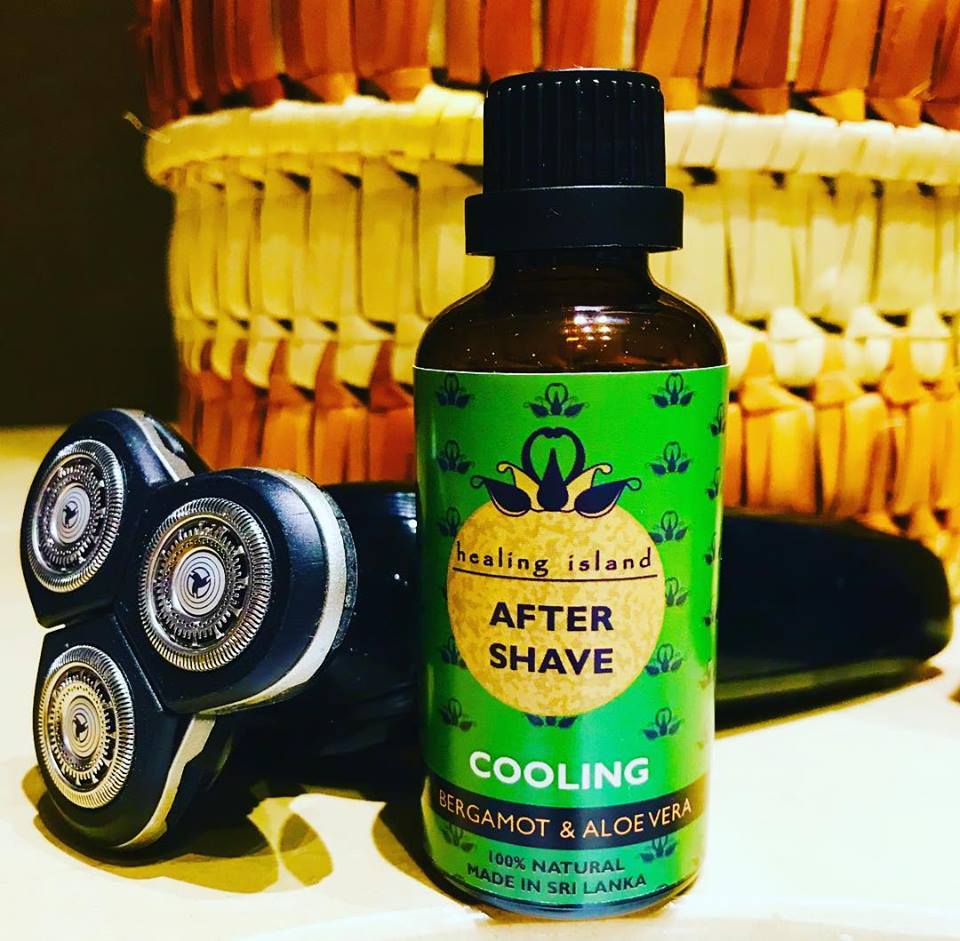 healing island
AFTER
SHAVE
COOLING
BERGAMOT & ALOE VERA
100% NATURAL
MADE IN SRI LANKA